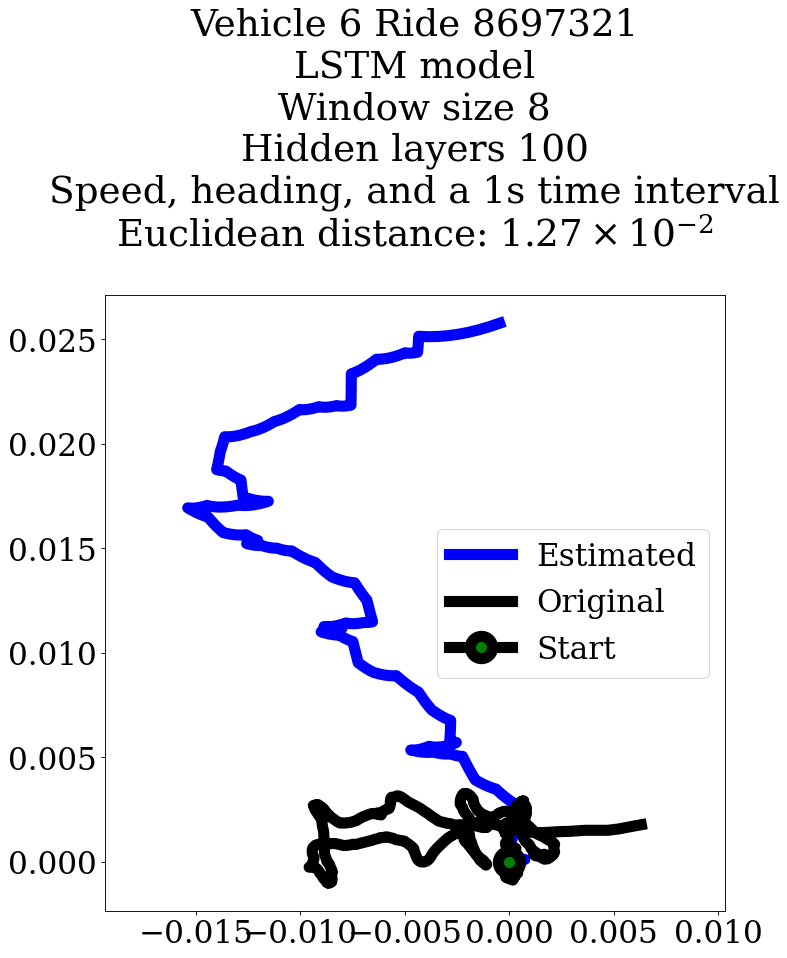 Vehicle 6 Ride 8697321
LSTM model
Window size 8
Hidden layers 100
Speed, heading, and a 1s time interval
Euclidean distance: 1.27 × 10⁻²
0.025
0.020
0.015
0.010
0.005
0.000
Estimated
Original
Start
−0.015 −0.010 −0.005 0.000 0.005 0.010